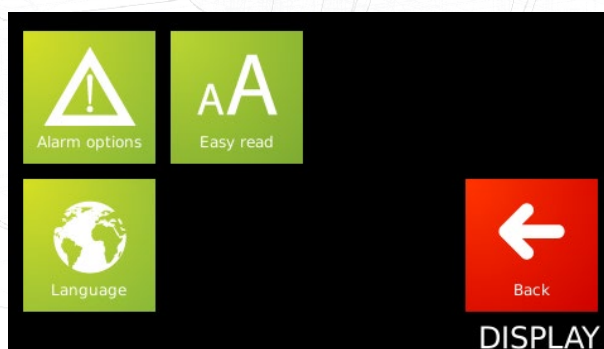 Alarm options
AA
Easy read
Language
Back
DISPLAY